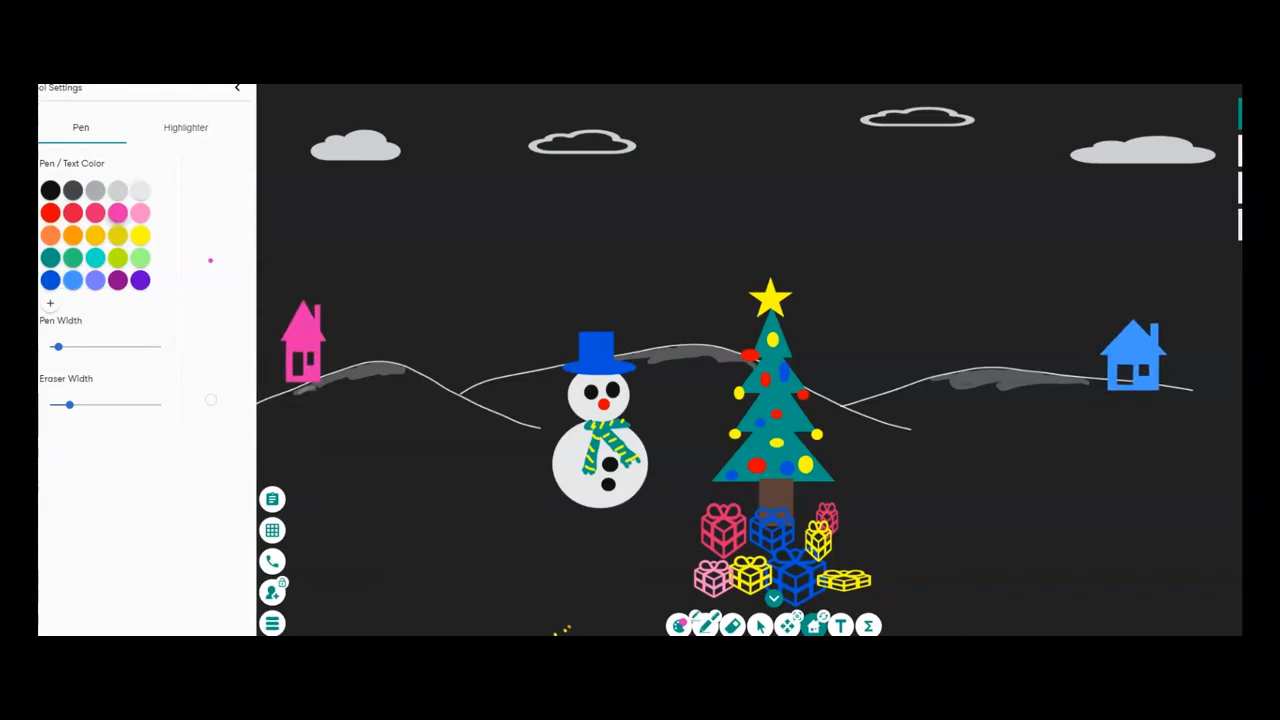 ol Settings
Pen
Highlighter
Pen / Text Color
Pen Width
Eraser Width
T
Σ